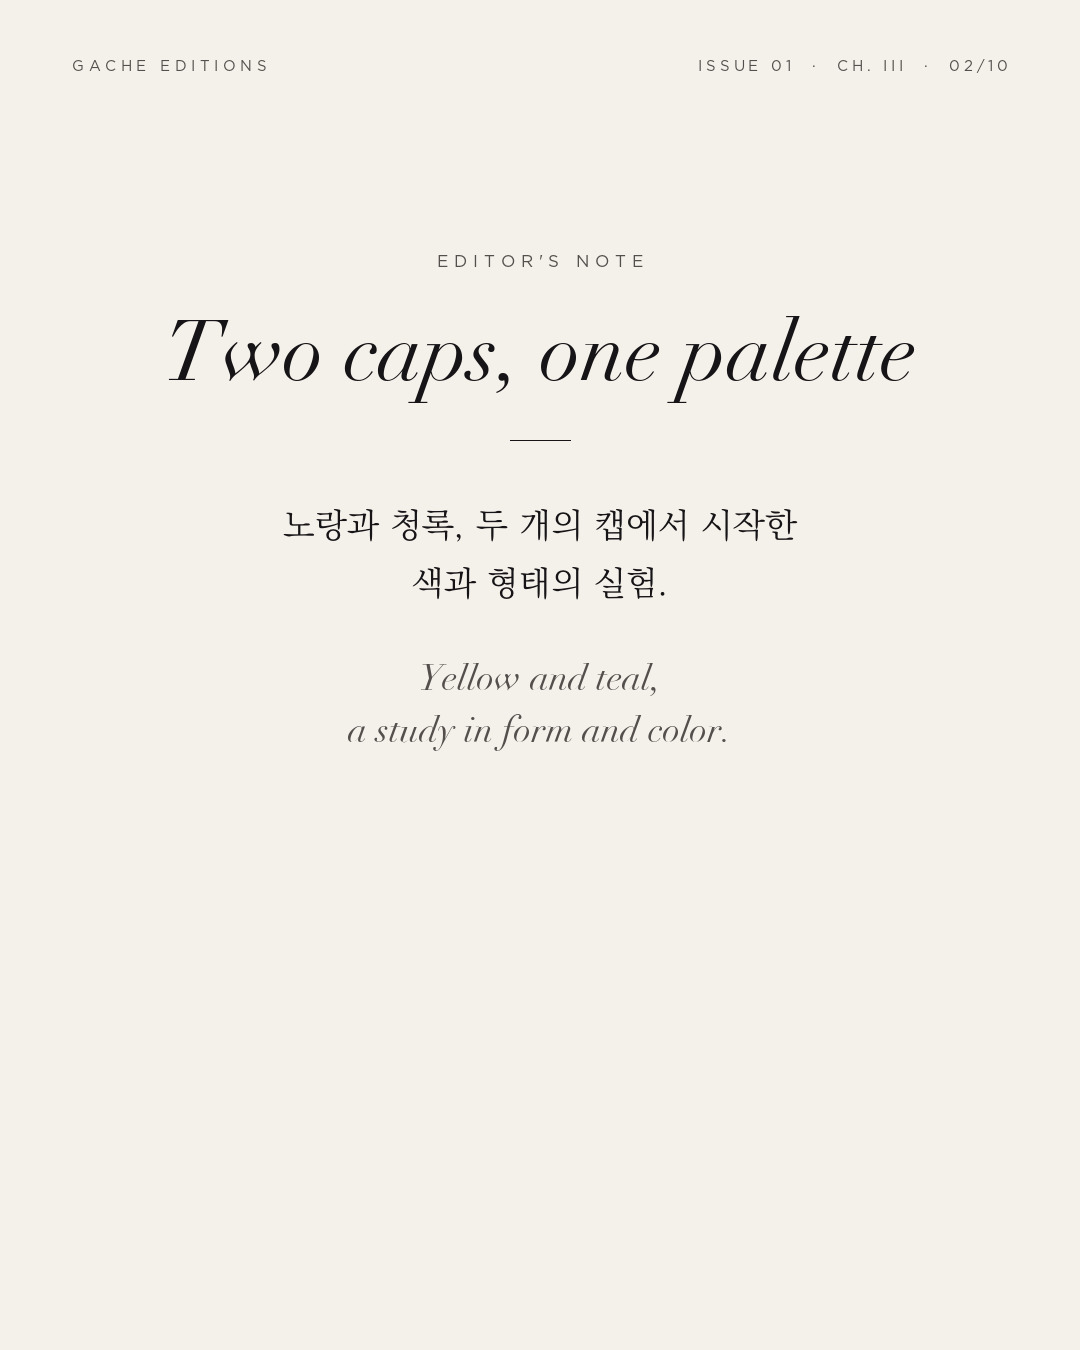 GACHE EDITIONS
ISSUE 01 · CH. III · 02/10
EDITOR'S NOTE
Two caps, one palette
노랑과 청록, 두 개의 캡에서 시작한
색과 형태의 실험.
Yellow and teal,
a study in form and color.